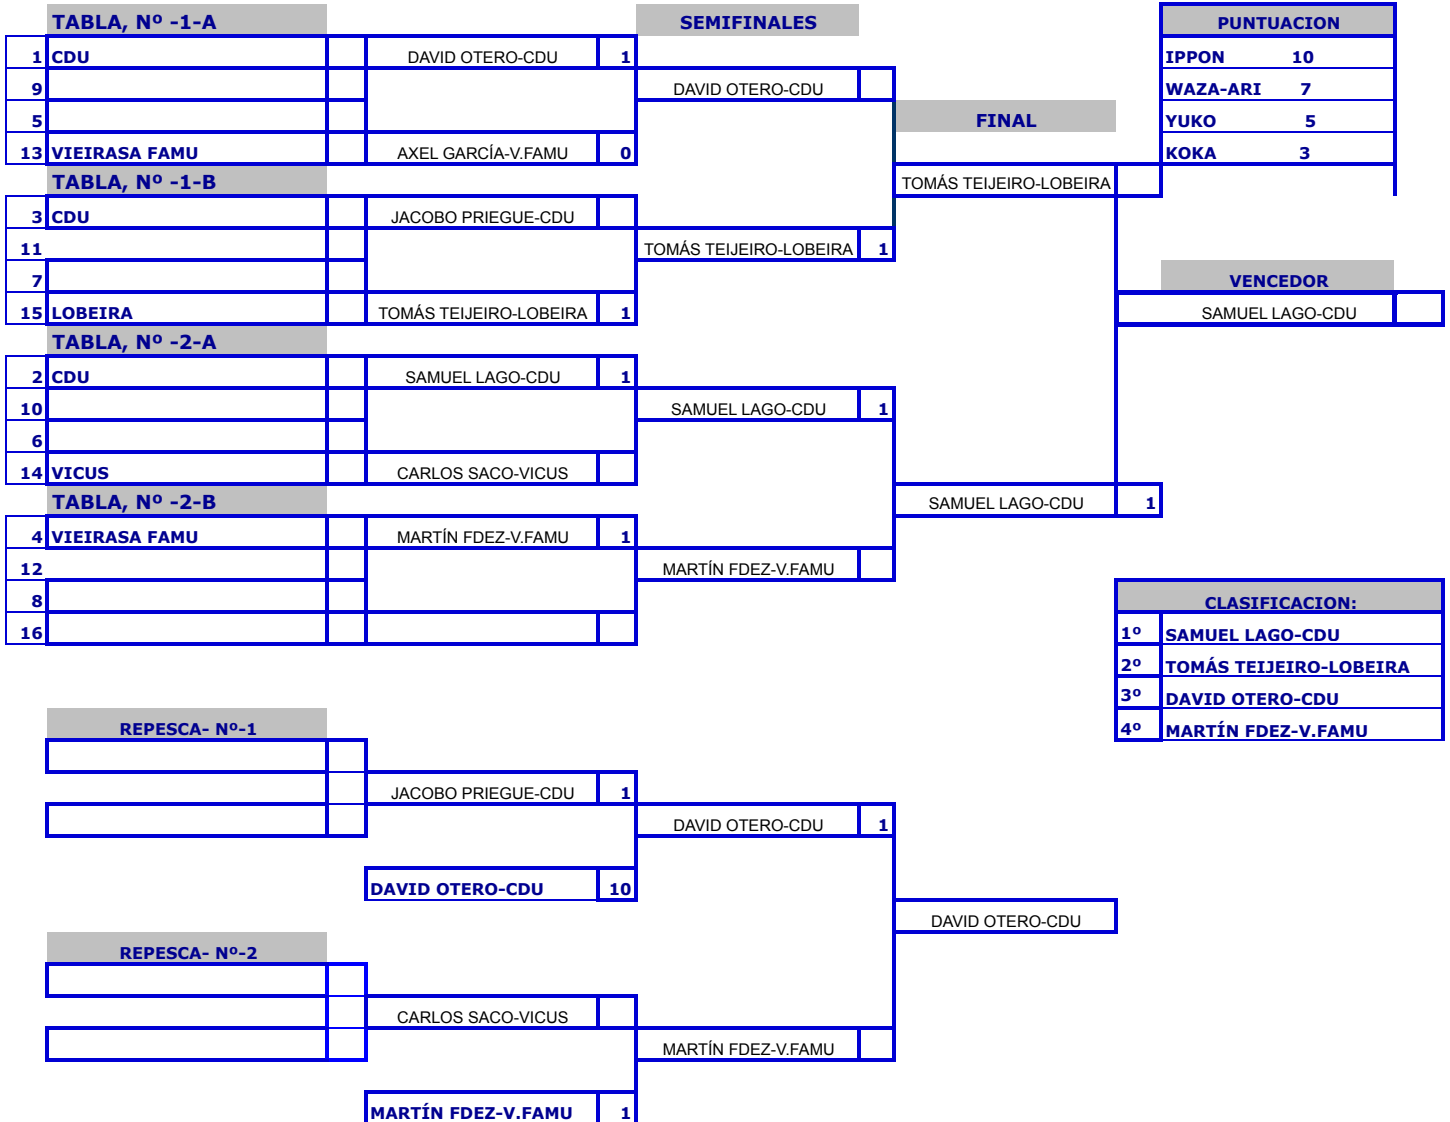 TABLA, Nº -1-A SEMIFINALES PUNTUACION
1 CDU DAVID OTERO-CDU 1 IPPON 10
9 DAVID OTERO-CDU WAZA-ARI 7
5 FINAL YUKO 5
13 VIEIRASA FAMU AXEL GARCÍA-V.FAMU 0 KOKA 3
TABLA, Nº -1-B TOMÁS TEIJEIRO-LOBEIRA
3 CDU JACOBO PRIEGUE-CDU
11 TOMÁS TEIJEIRO-LOBEIRA 1
7 VENCEDOR
15 LOBEIRA TOMÁS TEIJEIRO-LOBEIRA 1 SAMUEL LAGO-CDU
TABLA, Nº -2-A
2 CDU SAMUEL LAGO-CDU 1
10 SAMUEL LAGO-CDU 1
6
14 VICUS CARLOS SACO-VICUS
TABLA, Nº -2-B SAMUEL LAGO-CDU 1
4 VIEIRASA FAMU MARTÍN FDEZ-V.FAMU 1
12 MARTÍN FDEZ-V.FAMU
8 CLASIFICACION:
16 1º SAMUEL LAGO-CDU
2º TOMÁS TEIJEIRO-LOBEIRA
3º DAVID OTERO-CDU
REPESCA- Nº-1 4º MARTÍN FDEZ-V.FAMU
JACOBO PRIEGUE-CDU 1
DAVID OTERO-CDU 1
DAVID OTERO-CDU 10
DAVID OTERO-CDU
REPESCA- Nº-2
CARLOS SACO-VICUS
MARTÍN FDEZ-V.FAMU
MARTÍN FDEZ-V.FAMU 1